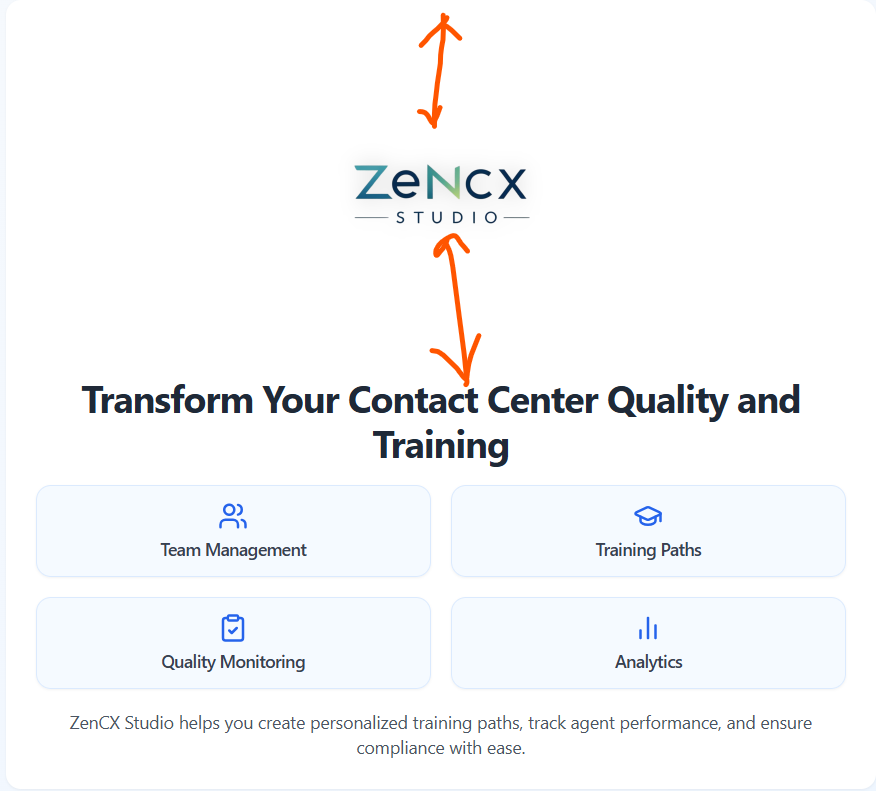 ZeNCX
STUDIO
Transform Your Contact Center Quality and
Training
Team Management
Training Paths
Quality Monitoring
Analytics
ZenCX Studio helps you create personalized training paths, track agent performance, and ensure
compliance with ease.